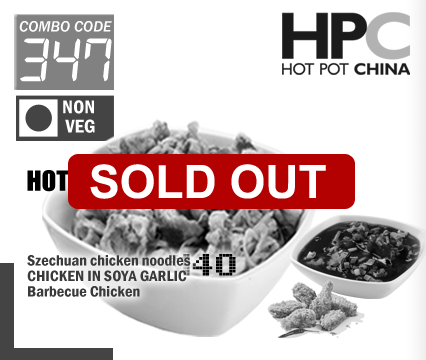 COMBO CODE
347
HPC
HOT POT CHINA
NON
VEG
HOT
SOLD OUT
Szechuan chicken noodles
CHICKEN IN SOYA GARLIC
Barbecue Chicken
40